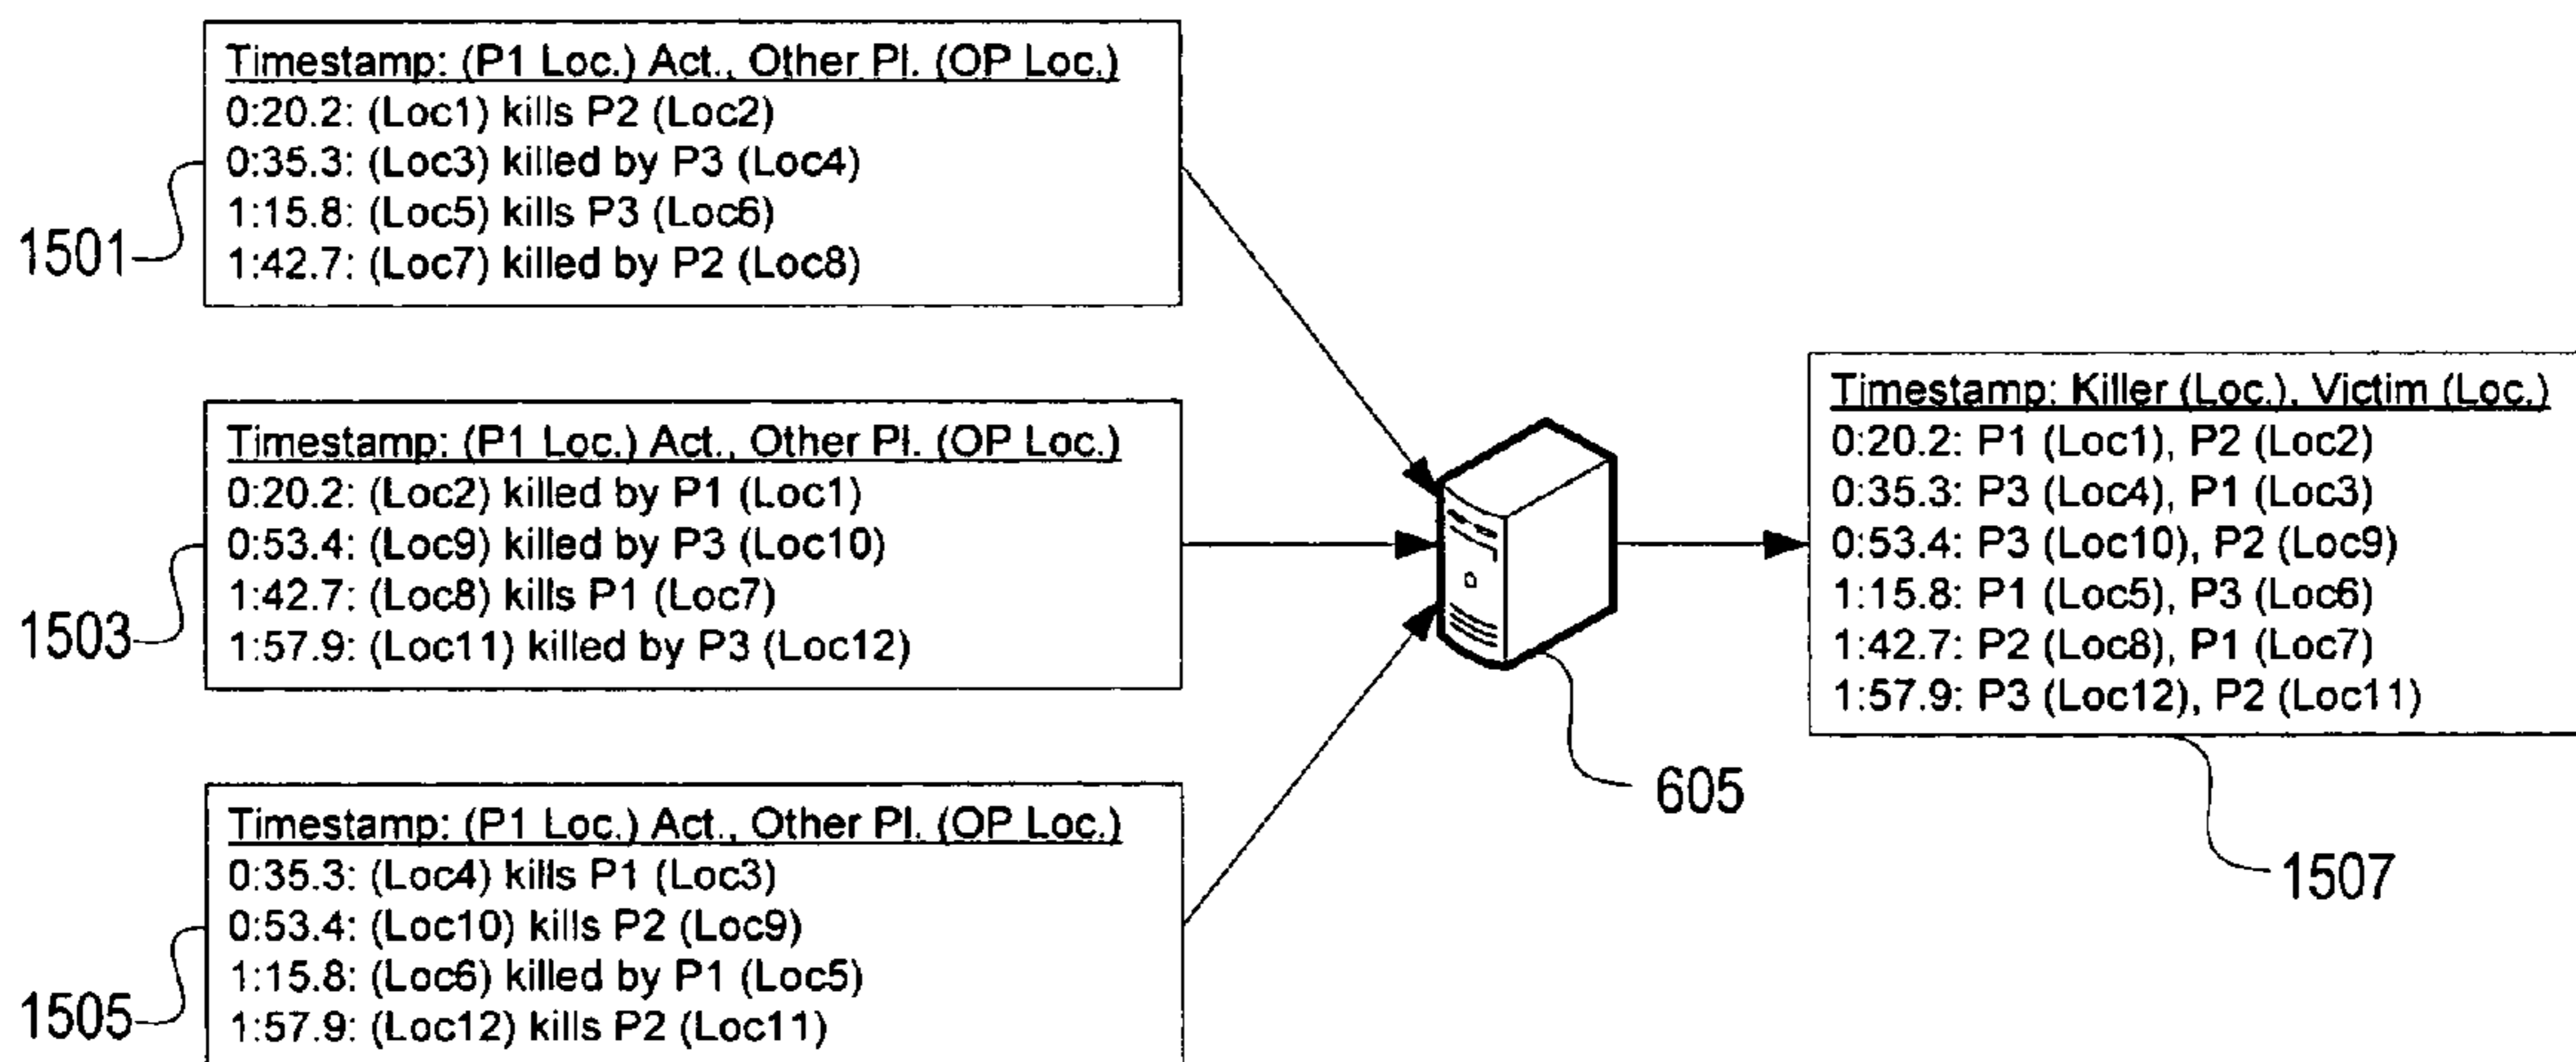 Timestamp: (P1 Loc.) Act., Other Pl. (OP Loc.)
0:20.2: (Loc1) kills P2 (Loc2)
0:35.3: (Loc3) killed by P3 (Loc4)
1:15.8: (Loc5) kills P3 (Loc6)
1:42.7: (Loc7) killed by P2 (Loc8)
1501
Timestamp: (P1 Loc.) Act., Other Pl. (OP Loc.)
0:20.2: (Loc2) killed by P1 (Loc1)
0:53.4: (Loc9) killed by P3 (Loc10)
1:42.7: (Loc8) kills P1 (Loc7)
1:57.9: (Loc11) killed by P3 (Loc12)
1503
Timestamp: (P1 Loc.) Act., Other Pl. (OP Loc.)
0:35.3: (Loc4) kills P1 (Loc3)
0:53.4: (Loc10) kills P2 (Loc9)
1:15.8: (Loc6) killed by P1 (Loc5)
1:57.9: (Loc12) kills P2 (Loc11)
1505
605
Timestamp: Killer (Loc.), Victim (Loc.)
0:20.2: P1 (Loc1), P2 (Loc2)
0:35.3: P3 (Loc4), P1 (Loc3)
0:53.4: P3 (Loc10), P2 (Loc9)
1:15.8: P1 (Loc5), P3 (Loc6)
1:42.7: P2 (Loc8), P1 (Loc7)
1:57.9: P3 (Loc12), P2 (Loc11)
1507